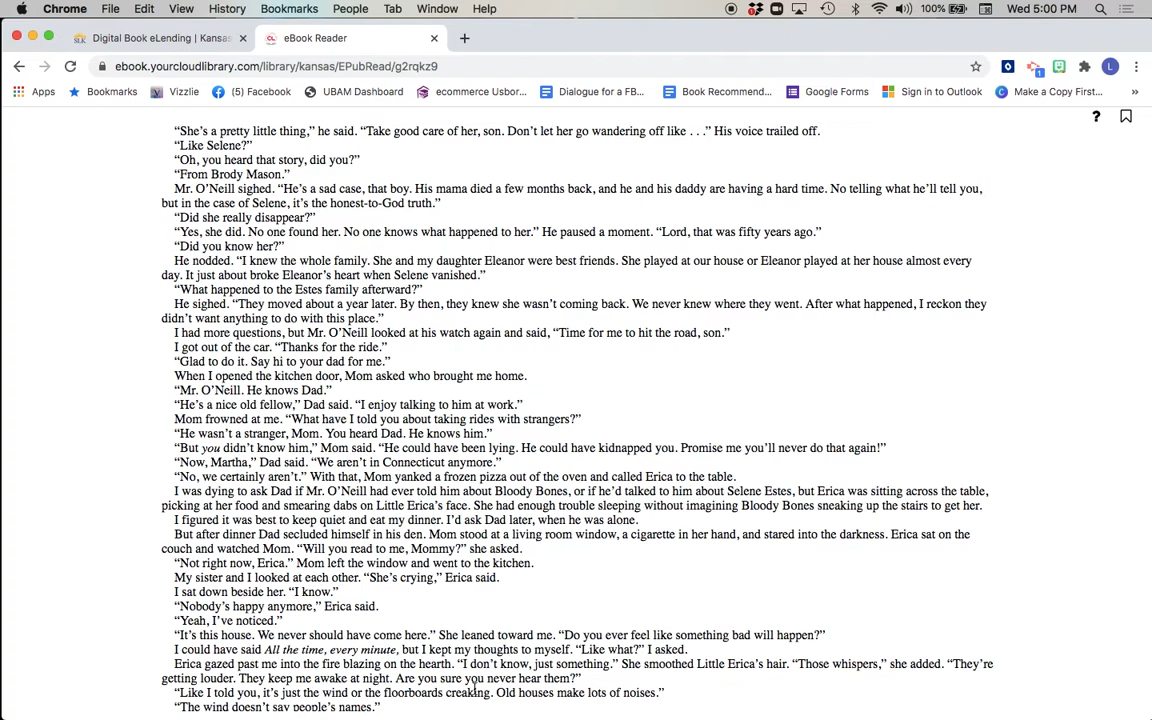 Chrome File Edit View History Bookmarks People Tab Window Help 100% Wed 5:00 PM
Digital Book eLending | Kansas eBook Reader
ebook.yourcloudlibrary.com/library/kansas/EPubRead/g2rqkz9
Apps Bookmarks Vizzlie (5) Facebook UBAM Dashboard ecommerce Usbor... Dialogue for a FB... Book Recommend... Google Forms Sign in to Outlook Make a Copy First... »
?
“She’s a pretty little thing,” he said. “Take good care of her, son. Don’t let her go wandering off like . . .” His voice trailed off.
“Like Selene?”
“Oh, you heard that story, did you?”
“From Brody Mason.”
Mr. O’Neill sighed. “He’s a sad case, that boy. His mama died a few months back, and he and his daddy are having a hard time. No telling what he’ll tell you,
but in the case of Selene, it’s the honest-to-God truth.”
“Did she really disappear?”
“Yes, she did. No one found her. No one knows what happened to her.” He paused a moment. “Lord, that was fifty years ago.”
“Did you know her?”
He nodded. “I knew the whole family. She and my daughter Eleanor were best friends. She played at our house or Eleanor played at her house almost every
day. It just about broke Eleanor’s heart when Selene vanished.”
“What happened to the Estes family afterward?”
He sighed. “They moved about a year later. By then, they knew she wasn’t coming back. We never knew where they went. After what happened, I reckon they
didn’t want anything to do with this place.”
I had more questions, but Mr. O’Neill looked at his watch again and said, “Time for me to hit the road, son.”
I got out of the car. “Thanks for the ride.”
“Glad to do it. Say hi to your dad for me.”
When I opened the kitchen door, Mom asked who brought me home.
“Mr. O’Neill. He knows Dad.”
“He’s a nice old fellow,” Dad said. “I enjoy talking to him at work.”
Mom frowned at me. “What have I told you about taking rides with strangers?”
“He wasn’t a stranger, Mom. You heard Dad. He knows him.”
“But you didn’t know him,” Mom said. “He could have been lying. He could have kidnapped you. Promise me you’ll never do that again!”
“Now, Martha,” Dad said. “We aren’t in Connecticut anymore.”
“No, we certainly aren’t.” With that, Mom yanked a frozen pizza out of the oven and called Erica to the table.
I was dying to ask Dad if Mr. O’Neill had ever told him about Bloody Bones, or if he’d talked to him about Selene Estes, but Erica was sitting across the table,
picking at her food and smearing dabs on Little Erica’s face. She had enough trouble sleeping without imagining Bloody Bones sneaking up the stairs to get her.
I figured it was best to keep quiet and eat my dinner. I’d ask Dad later, when he was alone.
But after dinner Dad secluded himself in his den. Mom stood at a living room window, a cigarette in her hand, and stared into the darkness. Erica sat on the
couch and watched Mom. “Will you read to me, Mommy?” she asked.
“Not right now, Erica.” Mom left the window and went to the kitchen.
My sister and I looked at each other. “She’s crying,” Erica said.
I sat down beside her. “I know.”
“Nobody’s happy anymore,” Erica said.
“Yeah, I’ve noticed.”
“It’s this house. We never should have come here.” She leaned toward me. “Do you ever feel like something bad will happen?”
I could have said All the time, every minute, but I kept my thoughts to myself. “Like what?” I asked.
Erica gazed past me into the fire blazing on the hearth. “I don’t know, just something.” She smoothed Little Erica’s hair. “Those whispers,” she added. “They’re
getting louder. They keep me awake at night. Are you sure you never hear them?”
“Like I told you, it’s just the wind or the floorboards creaking. Old houses make lots of noises.”
“The wind doesn’t say people’s names.”